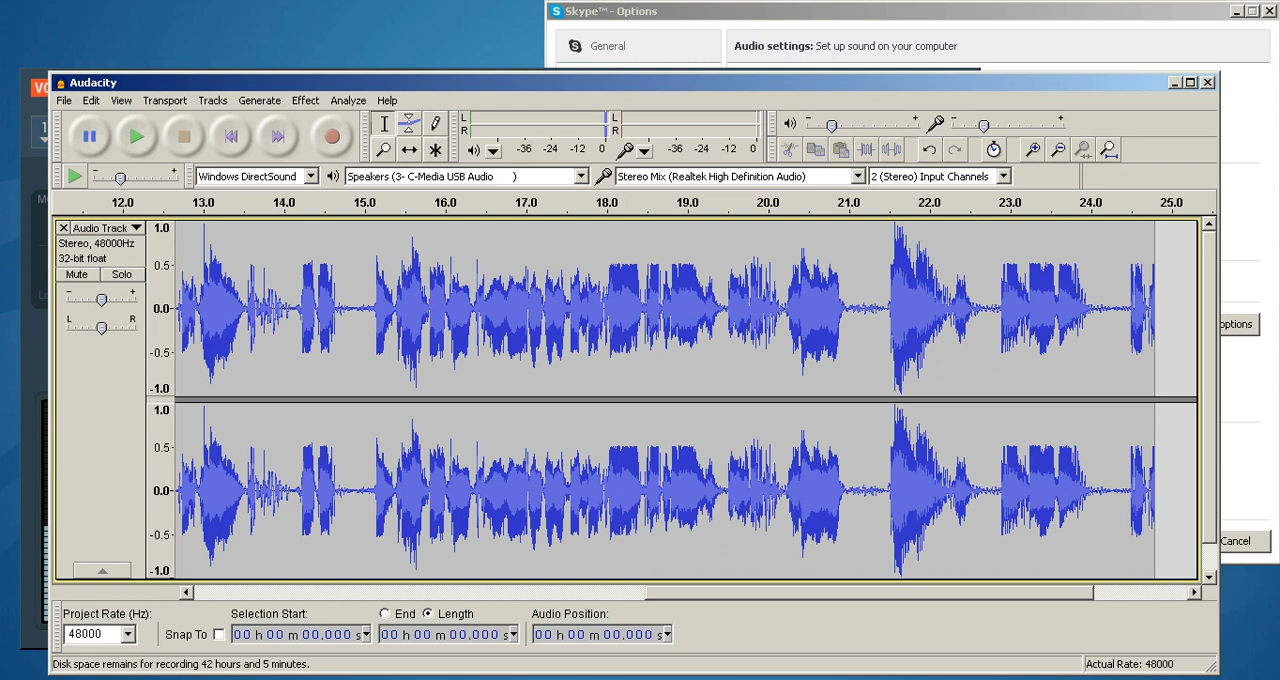 Skype™ - Options
General
Audio settings: Set up sound on your computer
VO
Audacity
File Edit View Transport Tracks Generate Effect Analyze Help
L
R
-36 -24 -12 0
L
R
-36 -24 -12 0
- +
- +
- +
Windows DirectSound
Speakers (3- C-Media USB Audio )
Stereo Mix (Realtek High Definition Audio)
2 (Stereo) Input Channels
12.0 13.0 14.0 15.0 16.0 17.0 18.0 19.0 20.0 21.0 22.0 23.0 24.0 25.0
Audio Track
Stereo, 48000Hz
32-bit float
Mute Solo
- +
L R
1.0
0.5-
0.0-
-0.5-
-1.0
1.0
0.5-
0.0-
-0.5-
-1.0
options
Cancel
Project Rate (Hz):
48000
Snap To
Selection Start:
00 h 00 m 00.000 s
End Length
00 h 00 m 00.000 s
Audio Position:
00 h 00 m 00.000 s
Disk space remains for recording 42 hours and 5 minutes.
Actual Rate: 48000